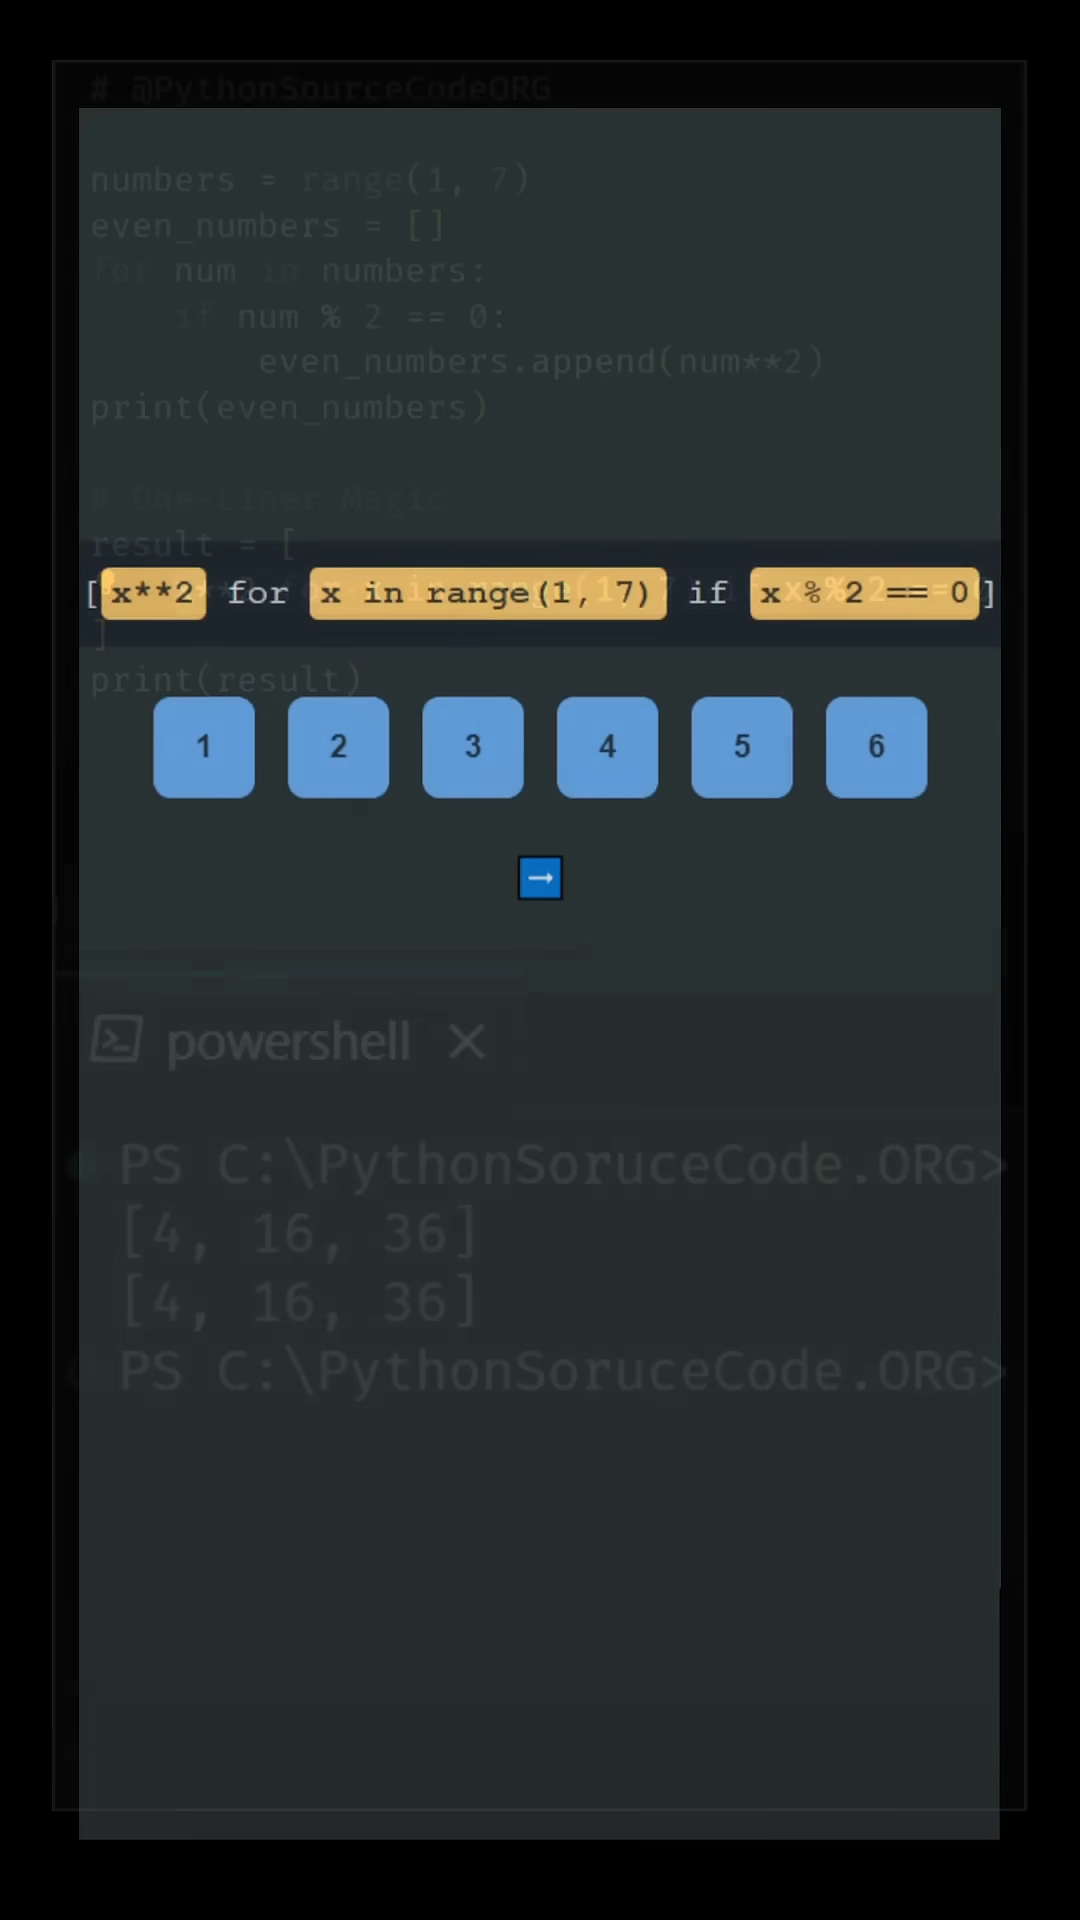 # @PythonSourceCodeORG
numbers = range(1, 7)
even_numbers = []
for num in numbers:
    if num % 2 == 0:
        even_numbers.append(num**2)
print(even_numbers)
# One-Liner Magic
result = [
[x**2 for x in range(1, 7) if x % 2 == 0]
]
print(result)
1 2 3 4 5 6
→
powershell ×
PS C:\PythonSoruceCode.ORG>
[4, 16, 36]
[4, 16, 36]
PS C:\PythonSoruceCode.ORG>